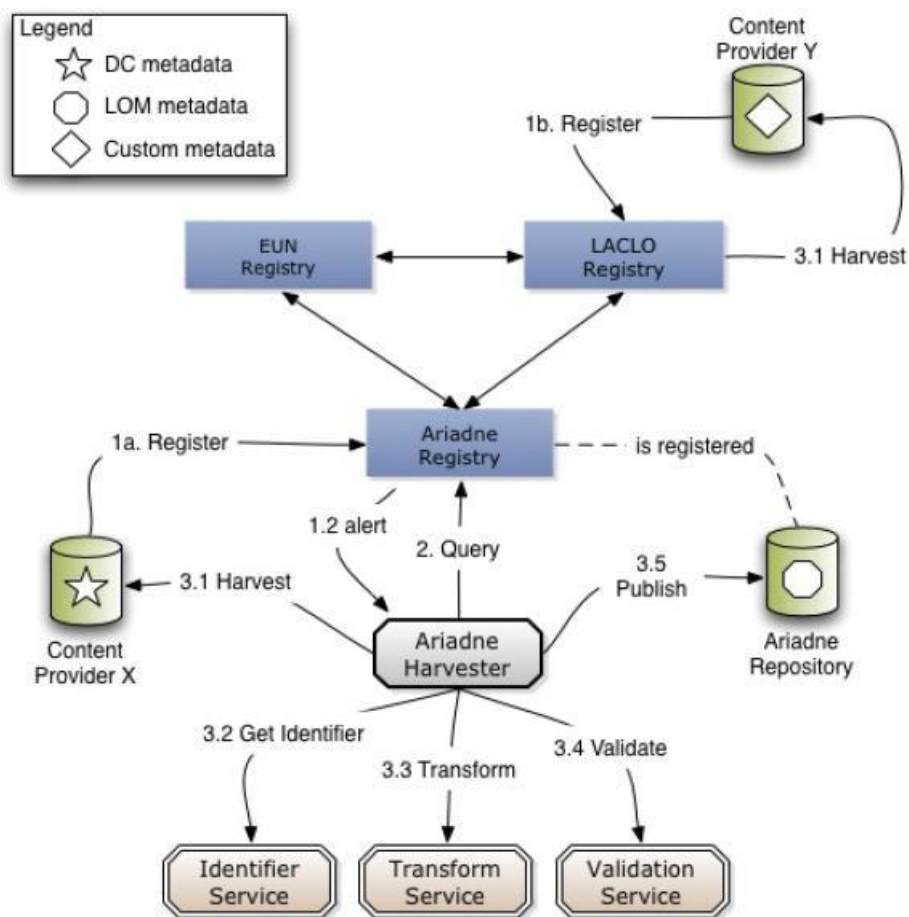 Legend
DC metadata
LOM metadata
Custom metadata
Content
Provider Y
1b. Register
EUN
Registry
LACLO
Registry
3.1 Harvest
1a. Register
Ariadne
Registry
is registered
1.2 alert
2. Query
3.1 Harvest
3.5
Publish
Content
Provider X
Ariadne
Harvester
Ariadne
Repository
3.2 Get Identifier
3.3 Transform
3.4 Validate
Identifier
Service
Transform
Service
Validation
Service